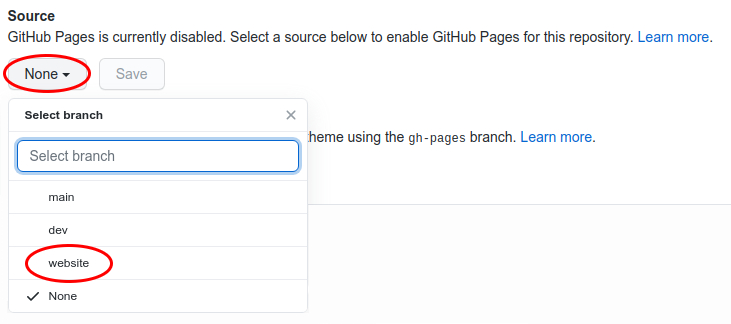 Source
GitHub Pages is currently disabled. Select a source below to enable GitHub Pages for this repository. Learn more.
None Save
Select branch
heme using the gh-pages branch. Learn more.
Select branch
main
dev
website
None